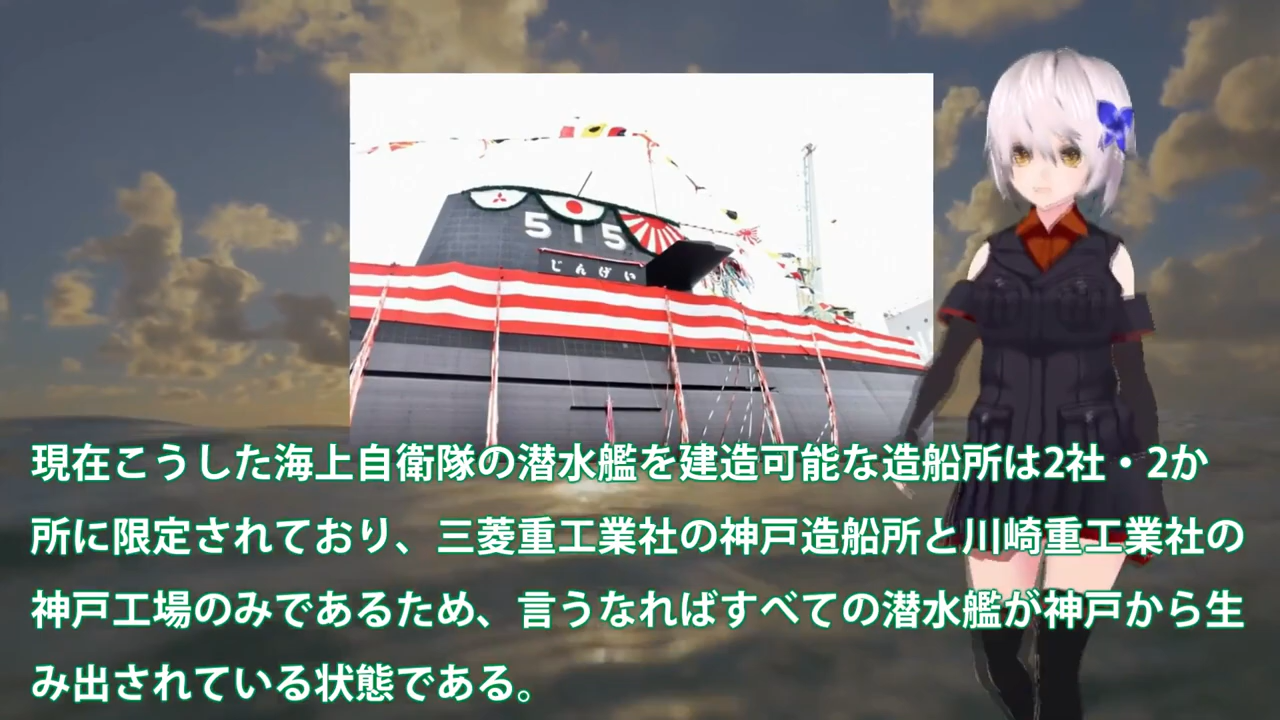 515
じんげい
現在こうした海上自衛隊の潜水艦を建造可能な造船所は2社・2か
所に限定されており、三菱重工業社の神戸造船所と川崎重工業社の
神戸工場のみであるため、言うなればすべての潜水艦が神戸から生
み出されている状態である。